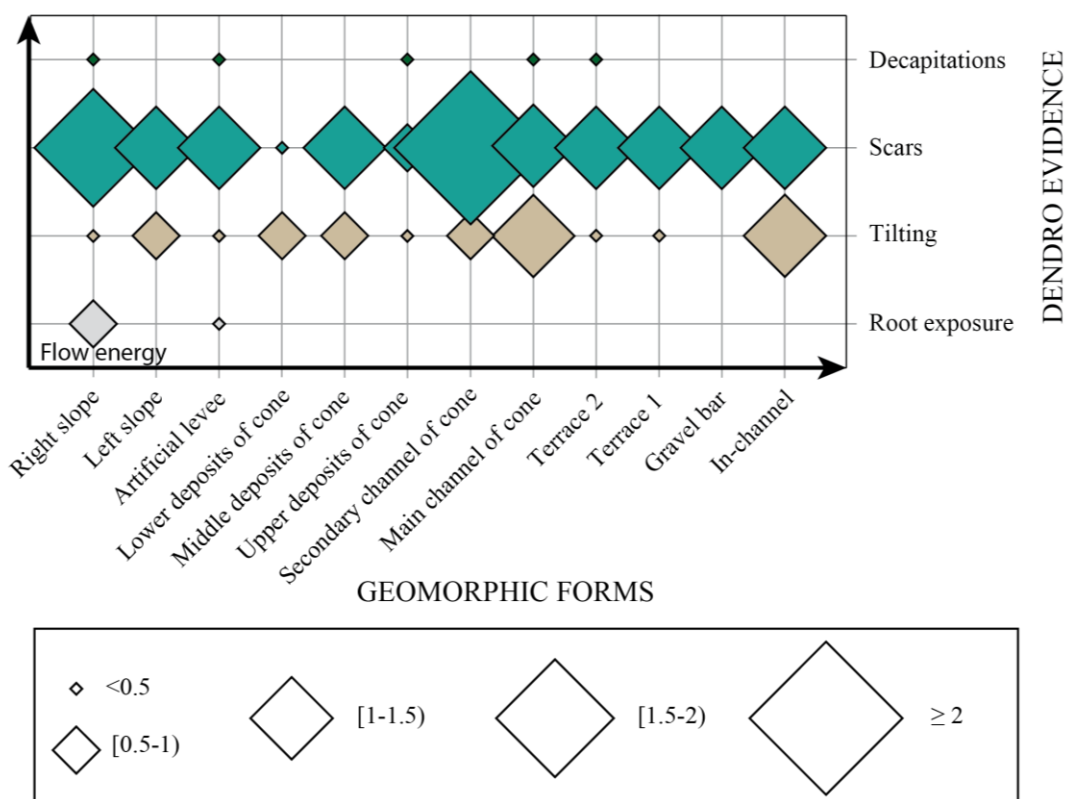 Decapitations
Scars
Tilting
Root exposure
DENDRO EVIDENCE
Flow energy
Right slope
Left slope
Artificial levee
Lower deposits of cone
Middle deposits of cone
Upper deposits of cone
Secondary channel of cone
Main channel of cone
Terrace 2
Terrace 1
Gravel bar
In-channel
GEOMORPHIC FORMS
<0.5
[0.5-1)
[1-1.5)
[1.5-2)
≥ 2